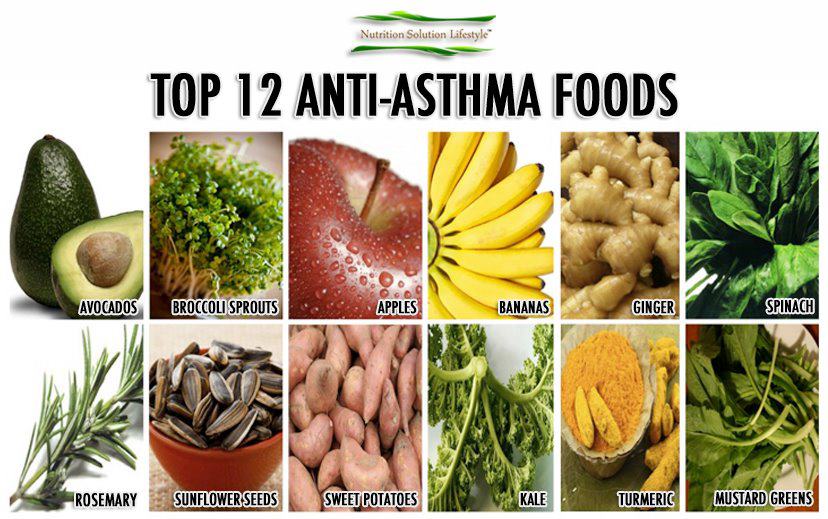 Nutrition Solution Lifestyle™
TOP 12 ANTI-ASTHMA FOODS
AVOCADOS
BROCCOLI SPROUTS
APPLES
BANANAS
GINGER
SPINACH
ROSEMARY
SUNFLOWER SEEDS
SWEET POTATOES
KALE
TURMERIC
MUSTARD GREENS